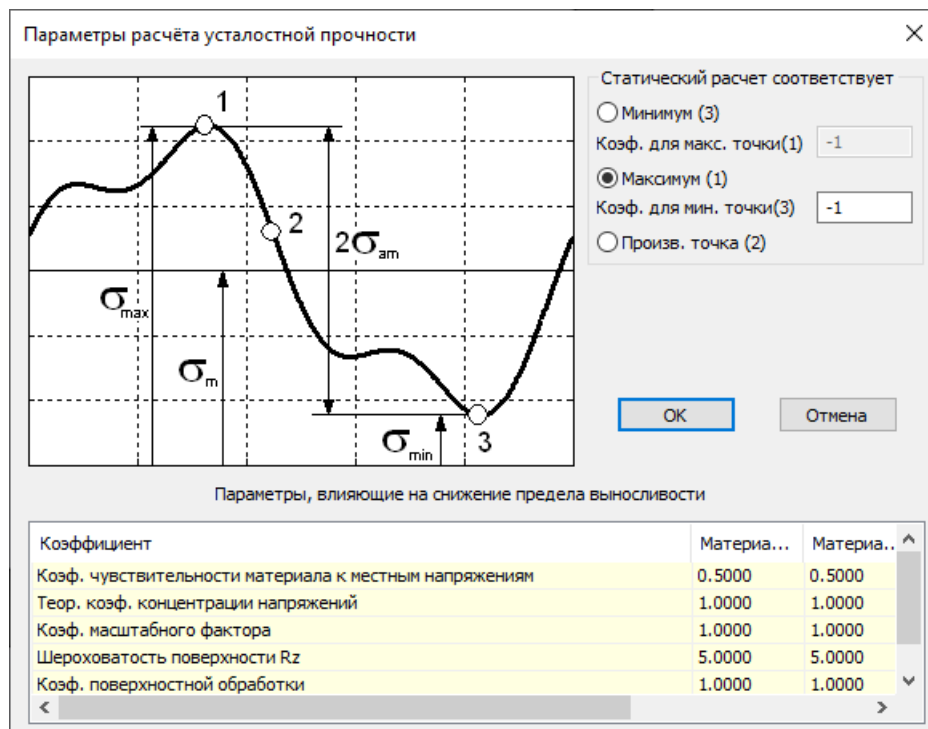 Параметры расчёта усталостной прочности
1
2
2σam
σmax
σm
σmin
3
Статический расчет соответствует
Минимум (3)
Коэф. для макс. точки(1) -1
Максимум (1)
Коэф. для мин. точки(3) -1
Произв. точка (2)
OK Отмена
Параметры, влияющие на снижение предела выносливости
Коэффициент Материа... Материа...
Коэф. чувствительности материала к местным напряжениям 0.5000 0.5000
Теор. коэф. концентрации напряжений 1.0000 1.0000
Коэф. масштабного фактора 1.0000 1.0000
Шероховатость поверхности Rz 5.0000 5.0000
Коэф. поверхностной обработки 1.0000 1.0000